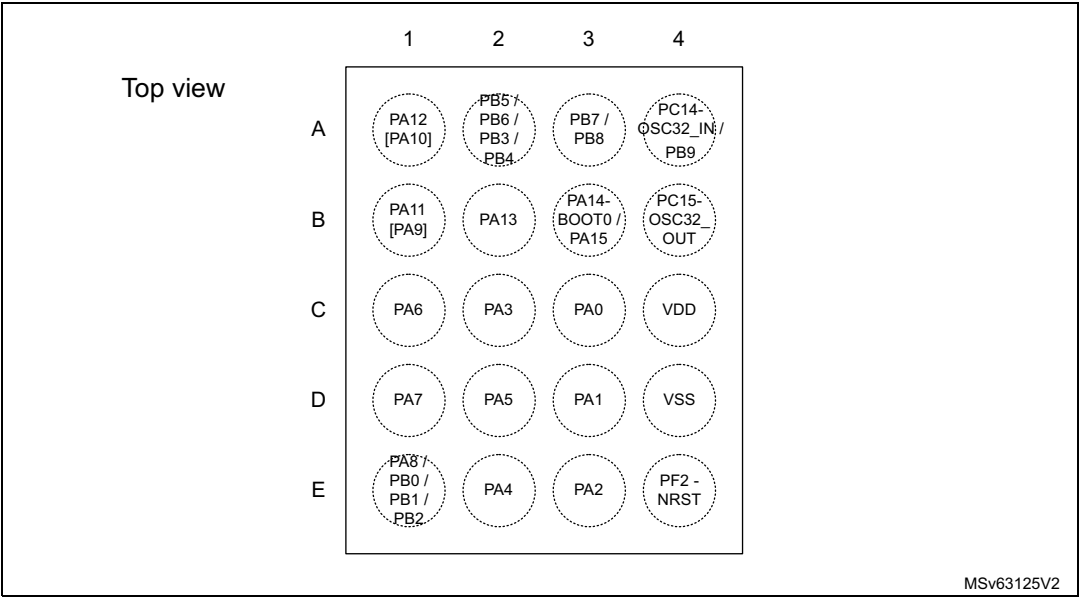 1 2 3 4
Top view
A
PA12
[PA10]
PB5 /
PB6 /
PB3 /
PB4
PB7 /
PB8
PC14-
OSC32_IN /
PB9
B
PA11
[PA9]
PA13
PA14-
BOOT0 /
PA15
PC15-
OSC32_
OUT
C
PA6
PA3
PA0
VDD
D
PA7
PA5
PA1
VSS
E
PA8 /
PB0 /
PB1 /
PB2
PA4
PA2
PF2 -
NRST
MSv63125V2